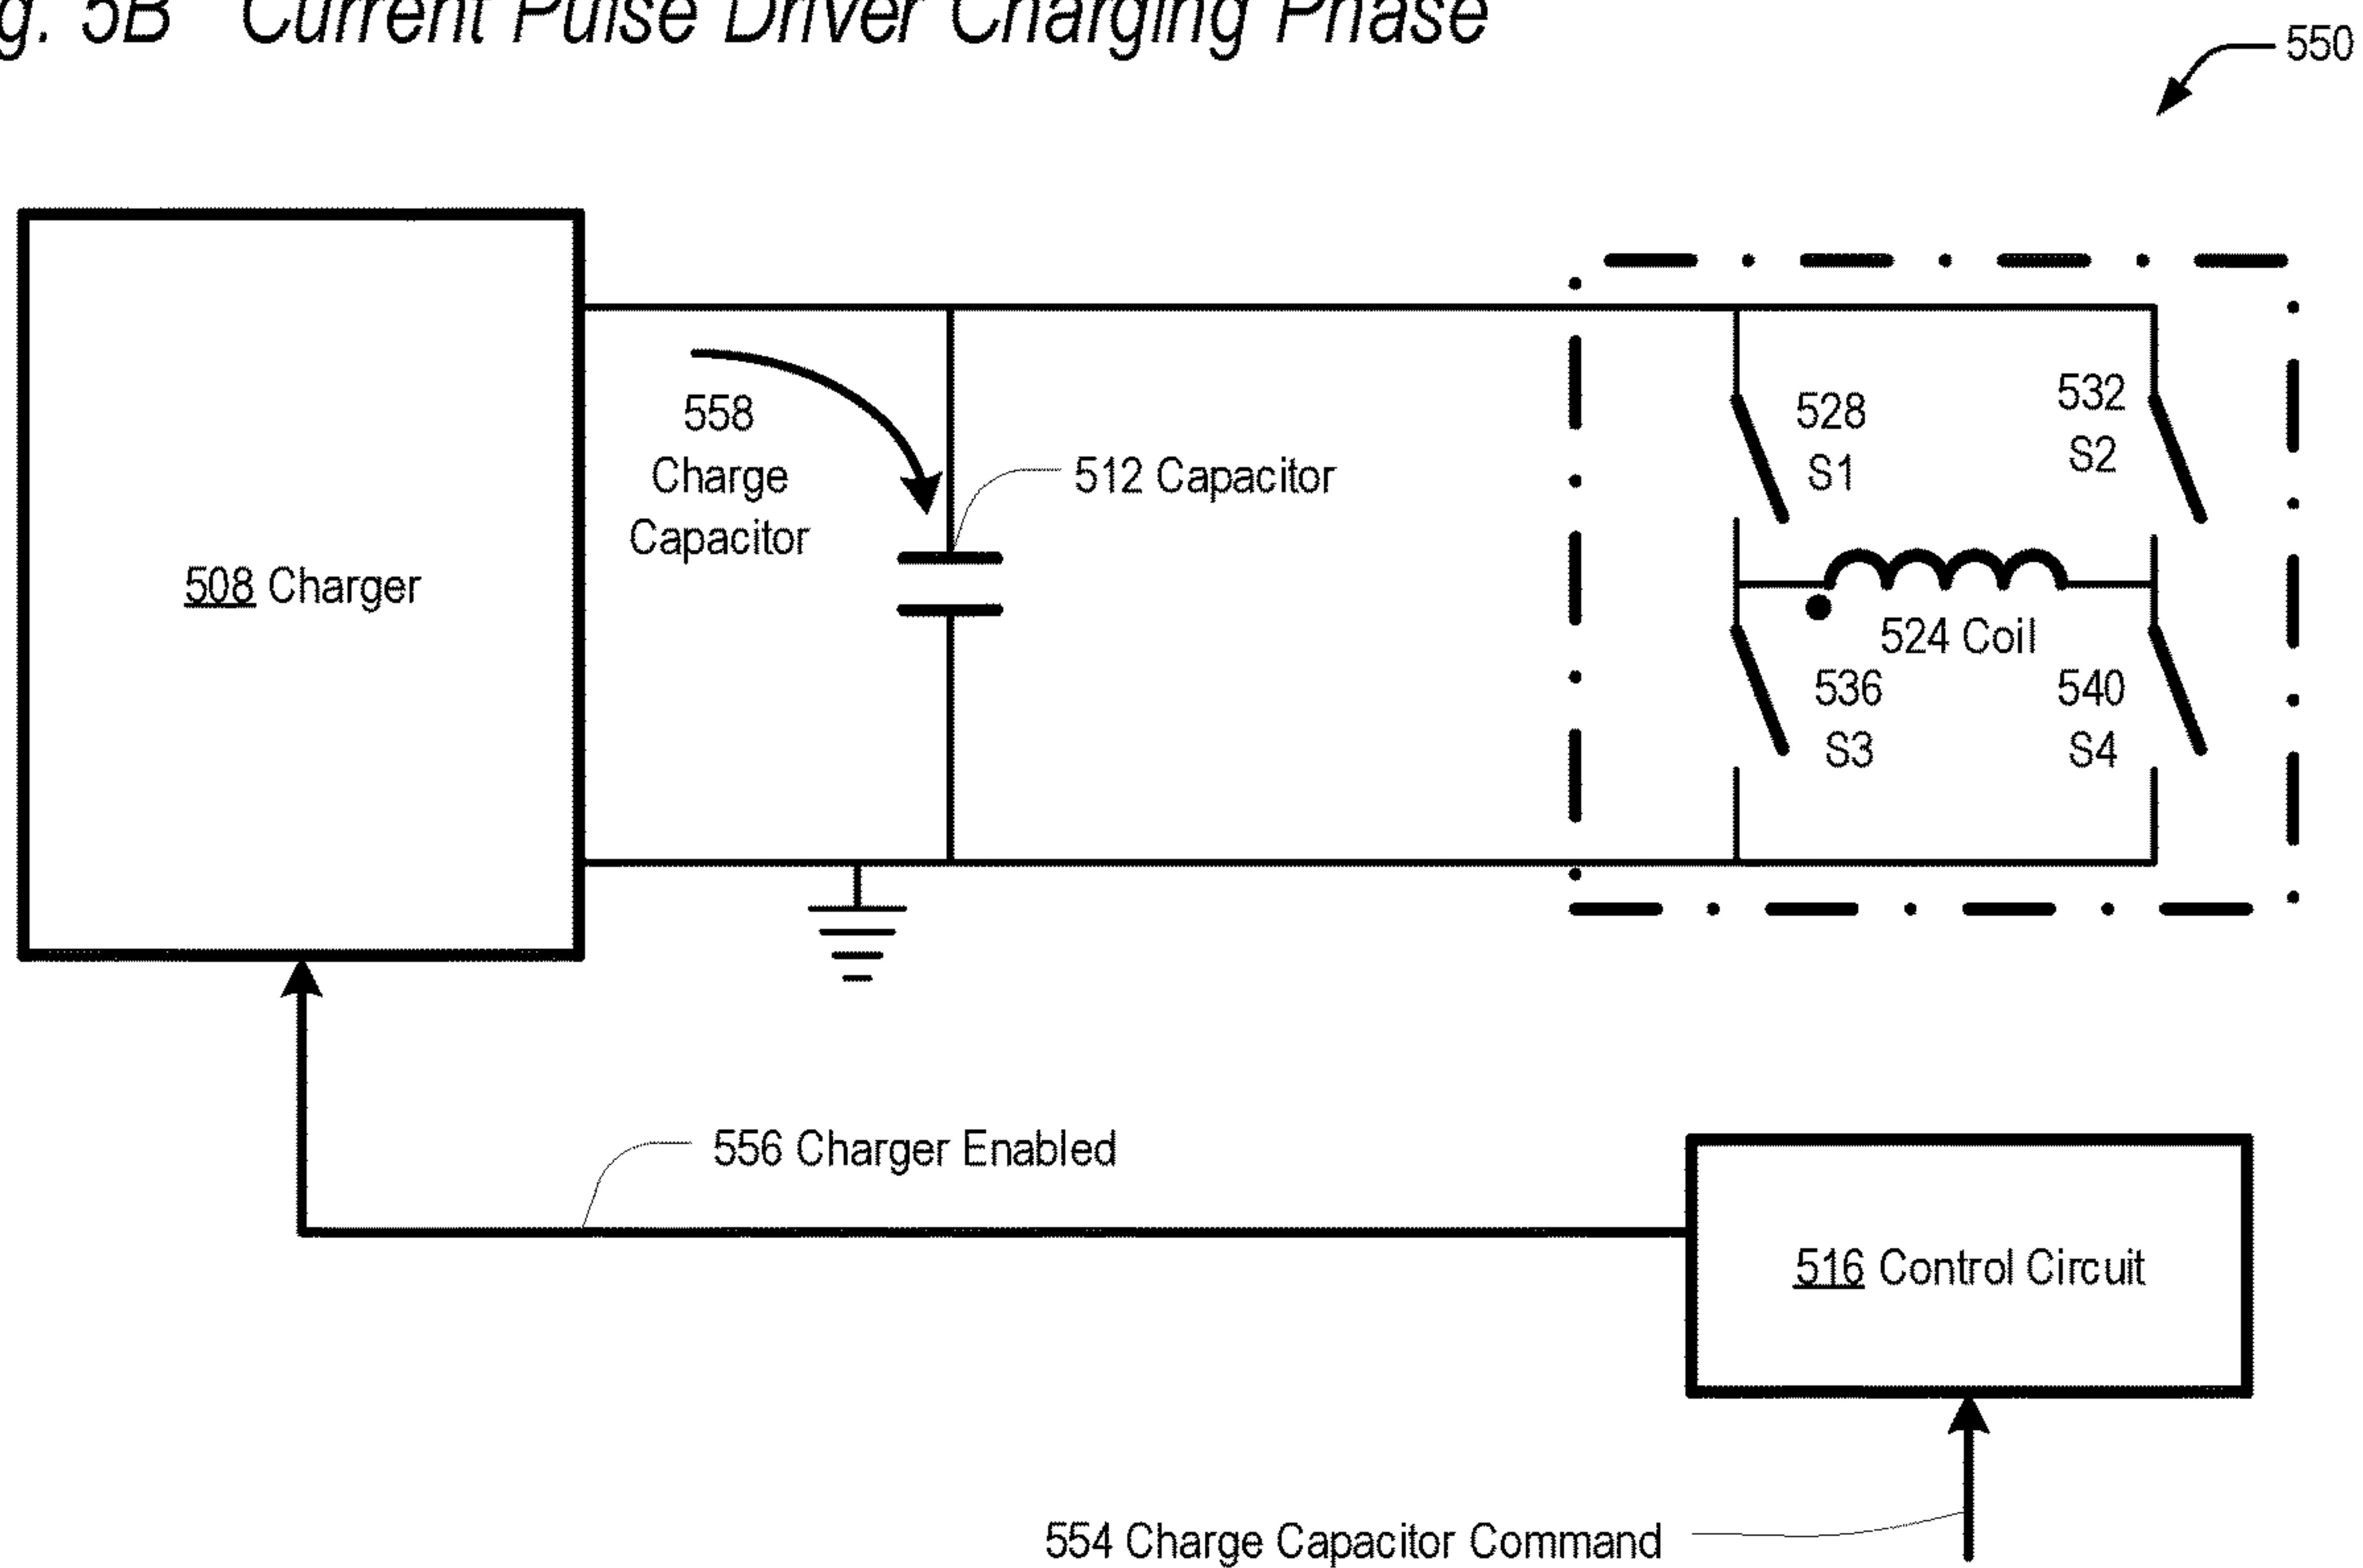 g. 5B Current Pulse Driver Charging Phase
550
528
S1
532
S2
558
Charge
Capacitor
512 Capacitor
508 Charger
524 Coil
536
S3
540
S4
556 Charger Enabled
516 Control Circuit
554 Charge Capacitor Command